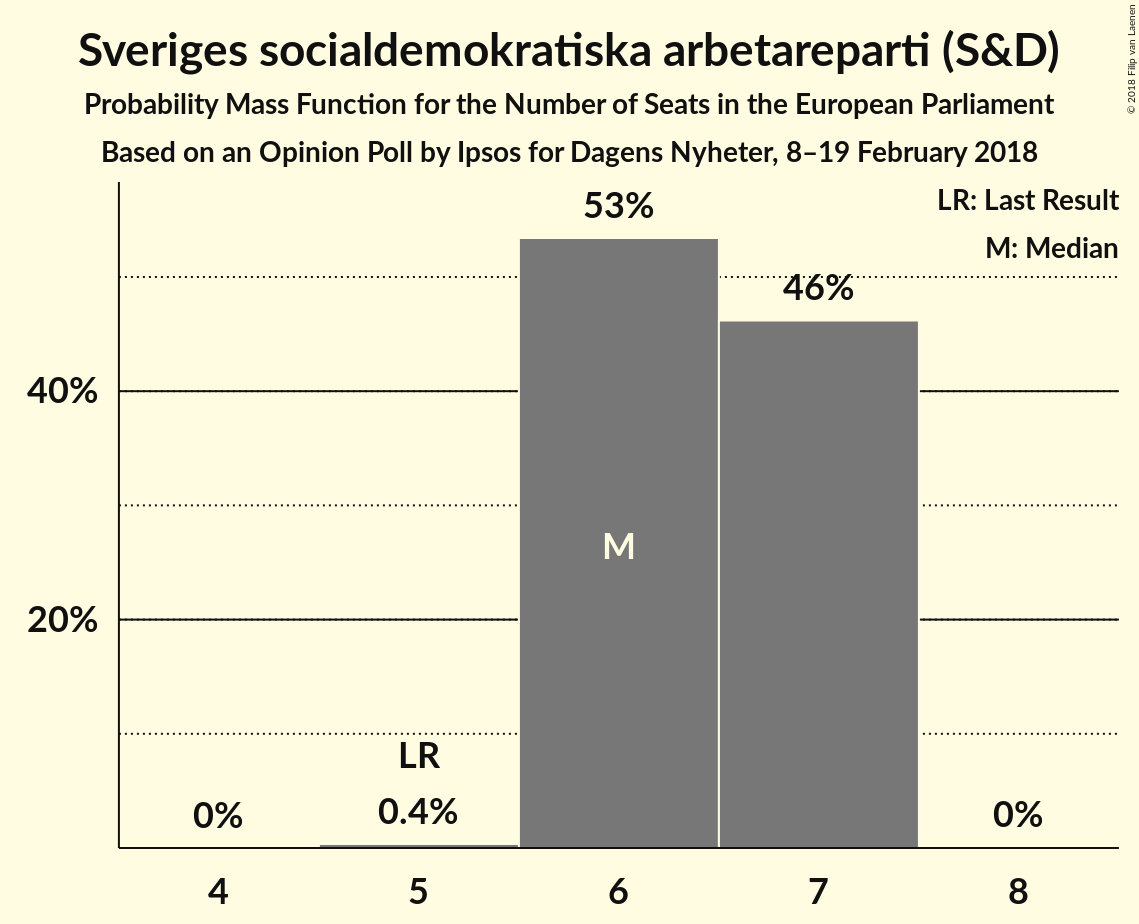 Sveriges socialdemokratiska arbetareparti (S&D)
Probability Mass Function for the Number of Seats in the European Parliament
Based on an Opinion Poll by Ipsos for Dagens Nyheter, 8–19 February 2018
© 2018 Filip van Laenen
LR: Last Result
M: Median
53%
46%
40%
M
20%
LR
0%
0.4%
0%
4
5
6
7
8